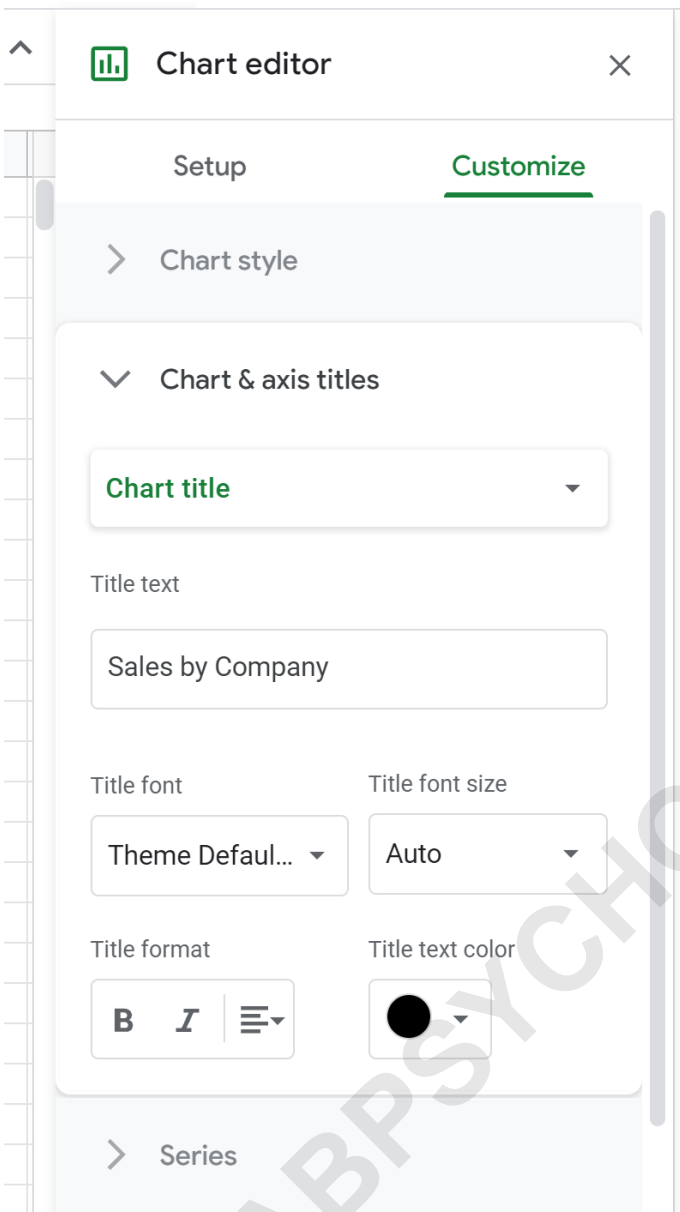 Chart editor
Setup Customize
Chart style
Chart & axis titles
Chart title
Title text
Sales by Company
Title font Title font size
Theme Defaul... Auto
Title format Title text color
B I
Series
ABPSYCHO